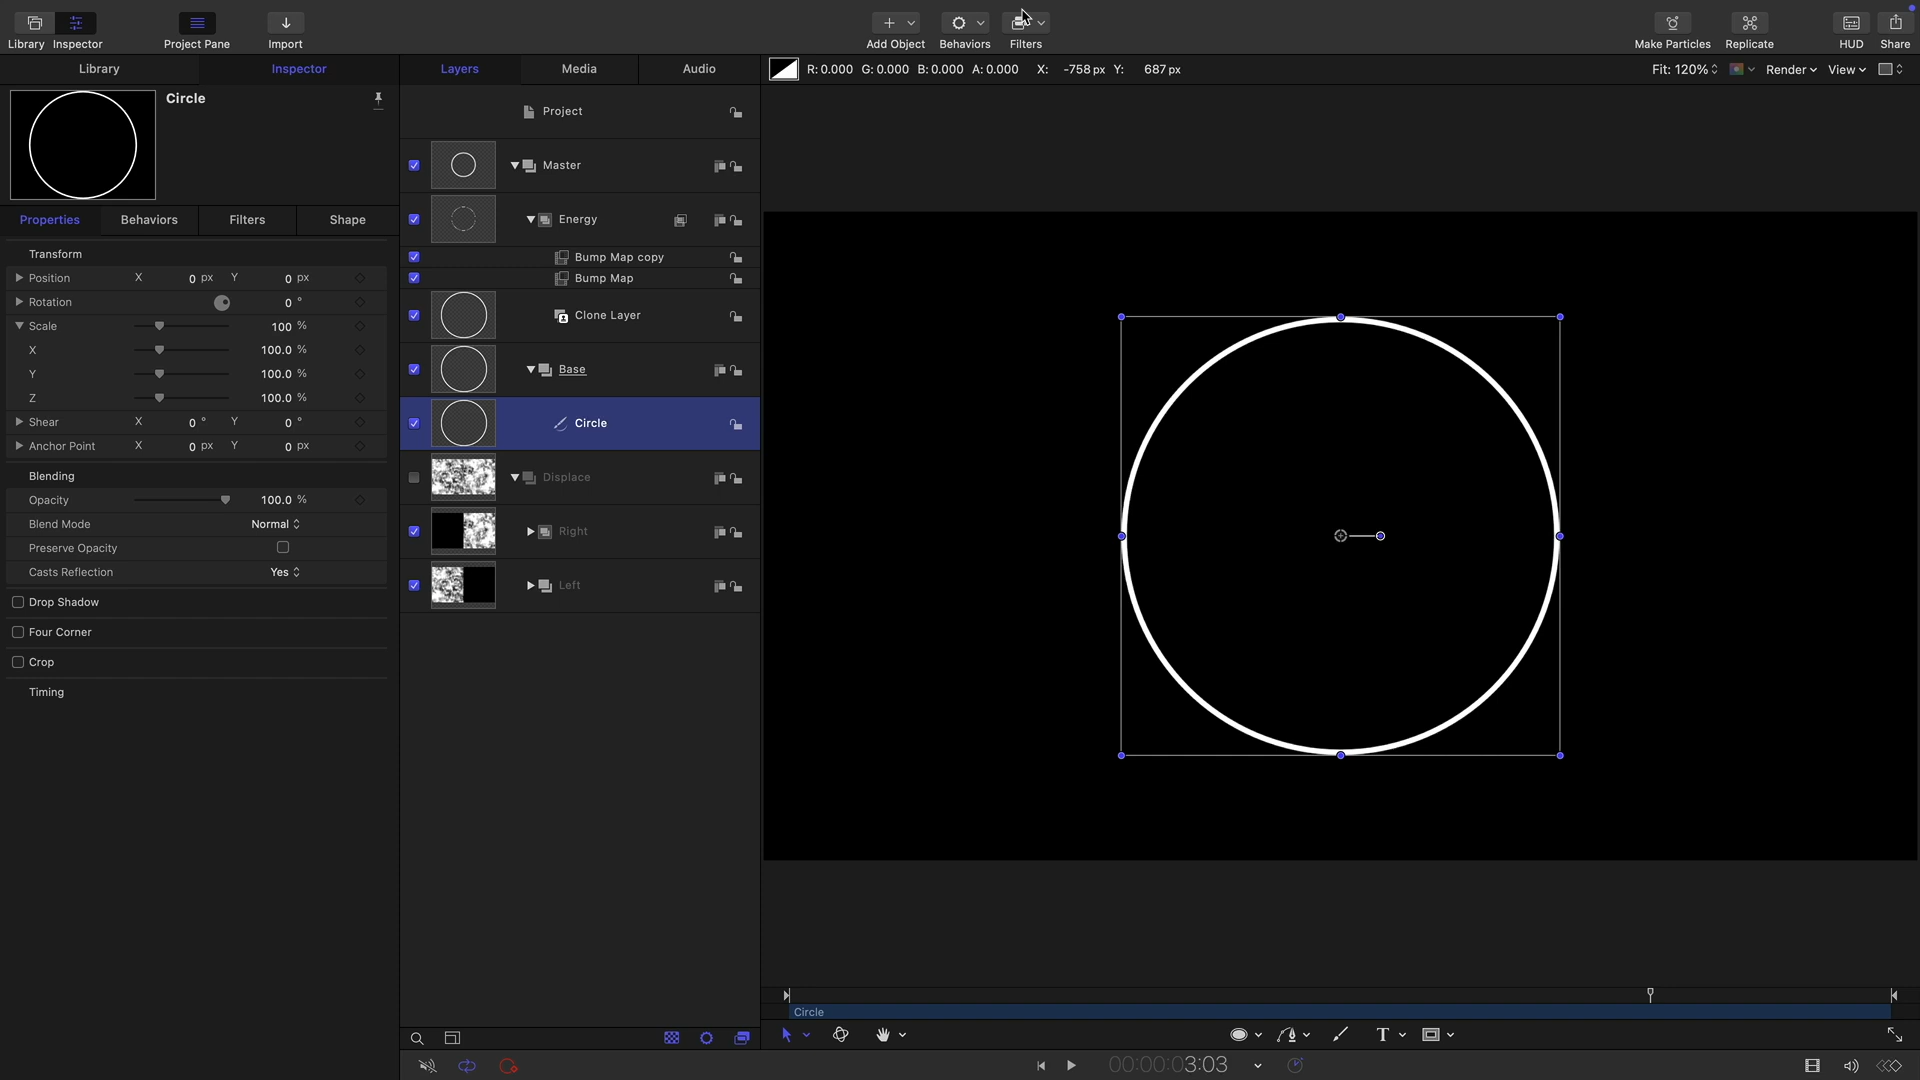 Library Inspector Project Pane Import Add Object Behaviors Filters Make Particles Replicate HUD Share
Library Inspector Layers Media Audio R: 0.000 G: 0.000 B: 0.000 A: 0.000 X: -758 px Y: 687 px Fit: 120% Render View
Circle
Properties Behaviors Filters Shape
Transform
Position X 0 px Y 0 px
Rotation 0 °
Scale 100 %
X 100.0 %
Y 100.0 %
Z 100.0 %
Shear X 0 ° Y 0 °
Anchor Point X 0 px Y 0 px
Blending
Opacity 100.0 %
Blend Mode Normal
Preserve Opacity
Casts Reflection Yes
Drop Shadow
Four Corner
Crop
Timing
Project
Master
Energy
Bump Map copy
Bump Map
Clone Layer
Base
Circle
Displace
Right
Left
Circle
T
00:00:03:03